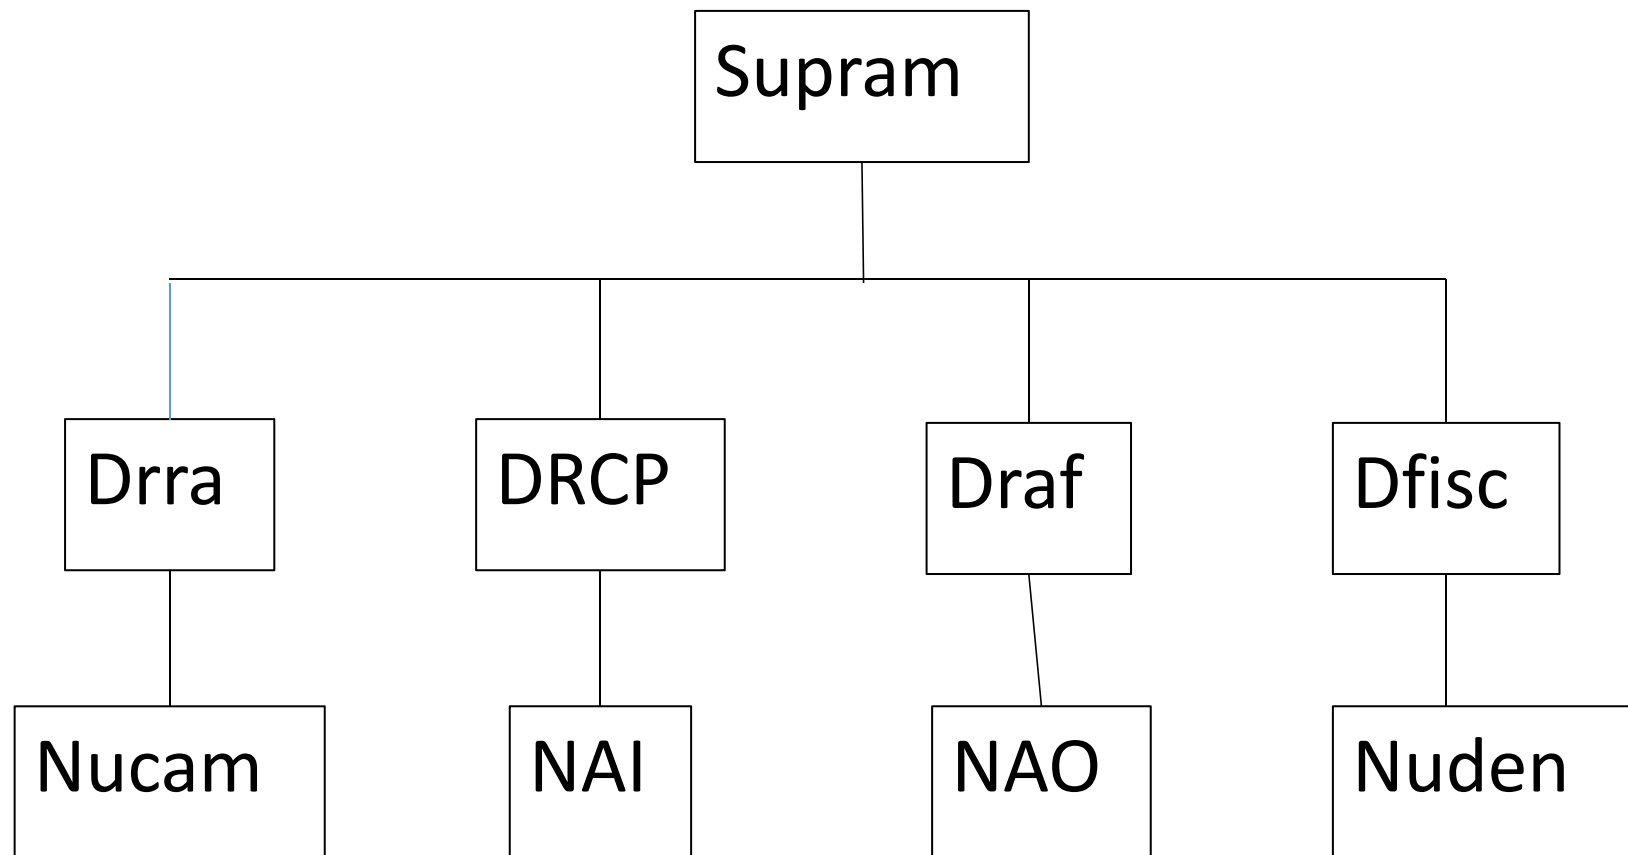 Supram
Drra
DRCP
Draf
Dfisc
Nucam
NAI
NAO
Nuden